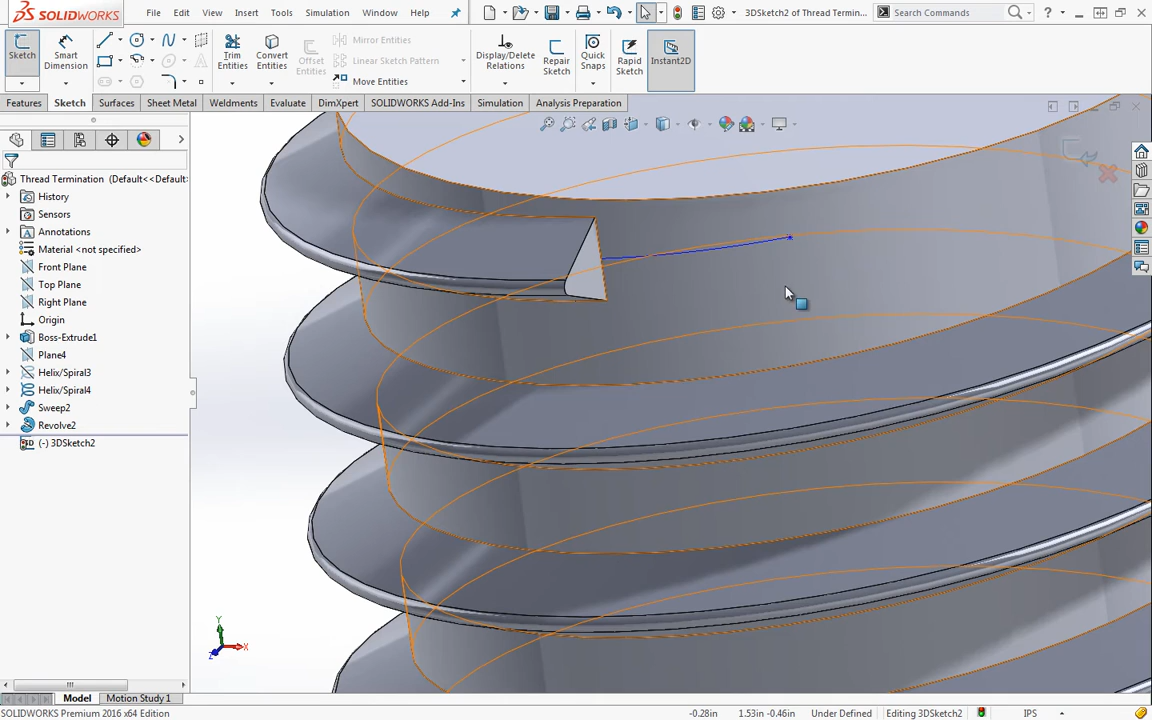 SOLIDWORKS File Edit View Insert Tools Simulation Window Help 3DSketch2 of Thread Termin... Search Commands ?
Sketch Smart Dimension Trim Entities Convert Entities Offset Entities Mirror Entities Linear Sketch Pattern Move Entities Display/Delete Relations Repair Sketch Quick Snaps Rapid Sketch Instant2D
Features Sketch Surfaces Sheet Metal Weldments Evaluate DimXpert SOLIDWORKS Add-Ins Simulation Analysis Preparation
Thread Termination (Default<<Default:
History
Sensors
Annotations
Material <not specified>
Front Plane
Top Plane
Right Plane
Origin
Boss-Extrude1
Plane4
Helix/Spiral3
Helix/Spiral4
Sweep2
Revolve2
(-) 3DSketch2
Y
X
Z
Model Motion Study 1
SOLIDWORKS Premium 2016 x64 Edition -0.28in 1.53in -0.46in Under Defined Editing 3DSketch2 IPS